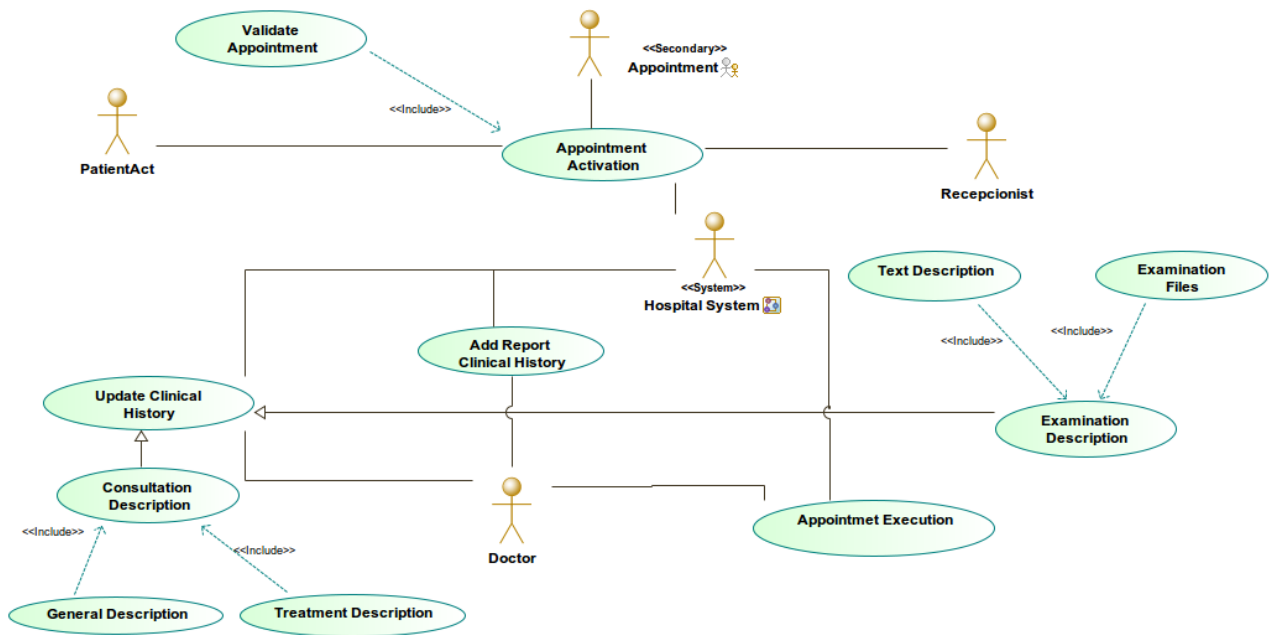 Validate
Appointment
<<Secondary>>
Appointment
<<Include>>
PatientAct
Appointment
Activation
Recepcionist
<<System>>
Hospital System
Text Description
Examination
Files
<<Include>>
<<Include>>
Add Report
Clinical History
Update Clinical
History
Examination
Description
Consultation
Description
Appointmet Execution
<<Include>>
<<Include>>
Doctor
General Description
Treatment Description